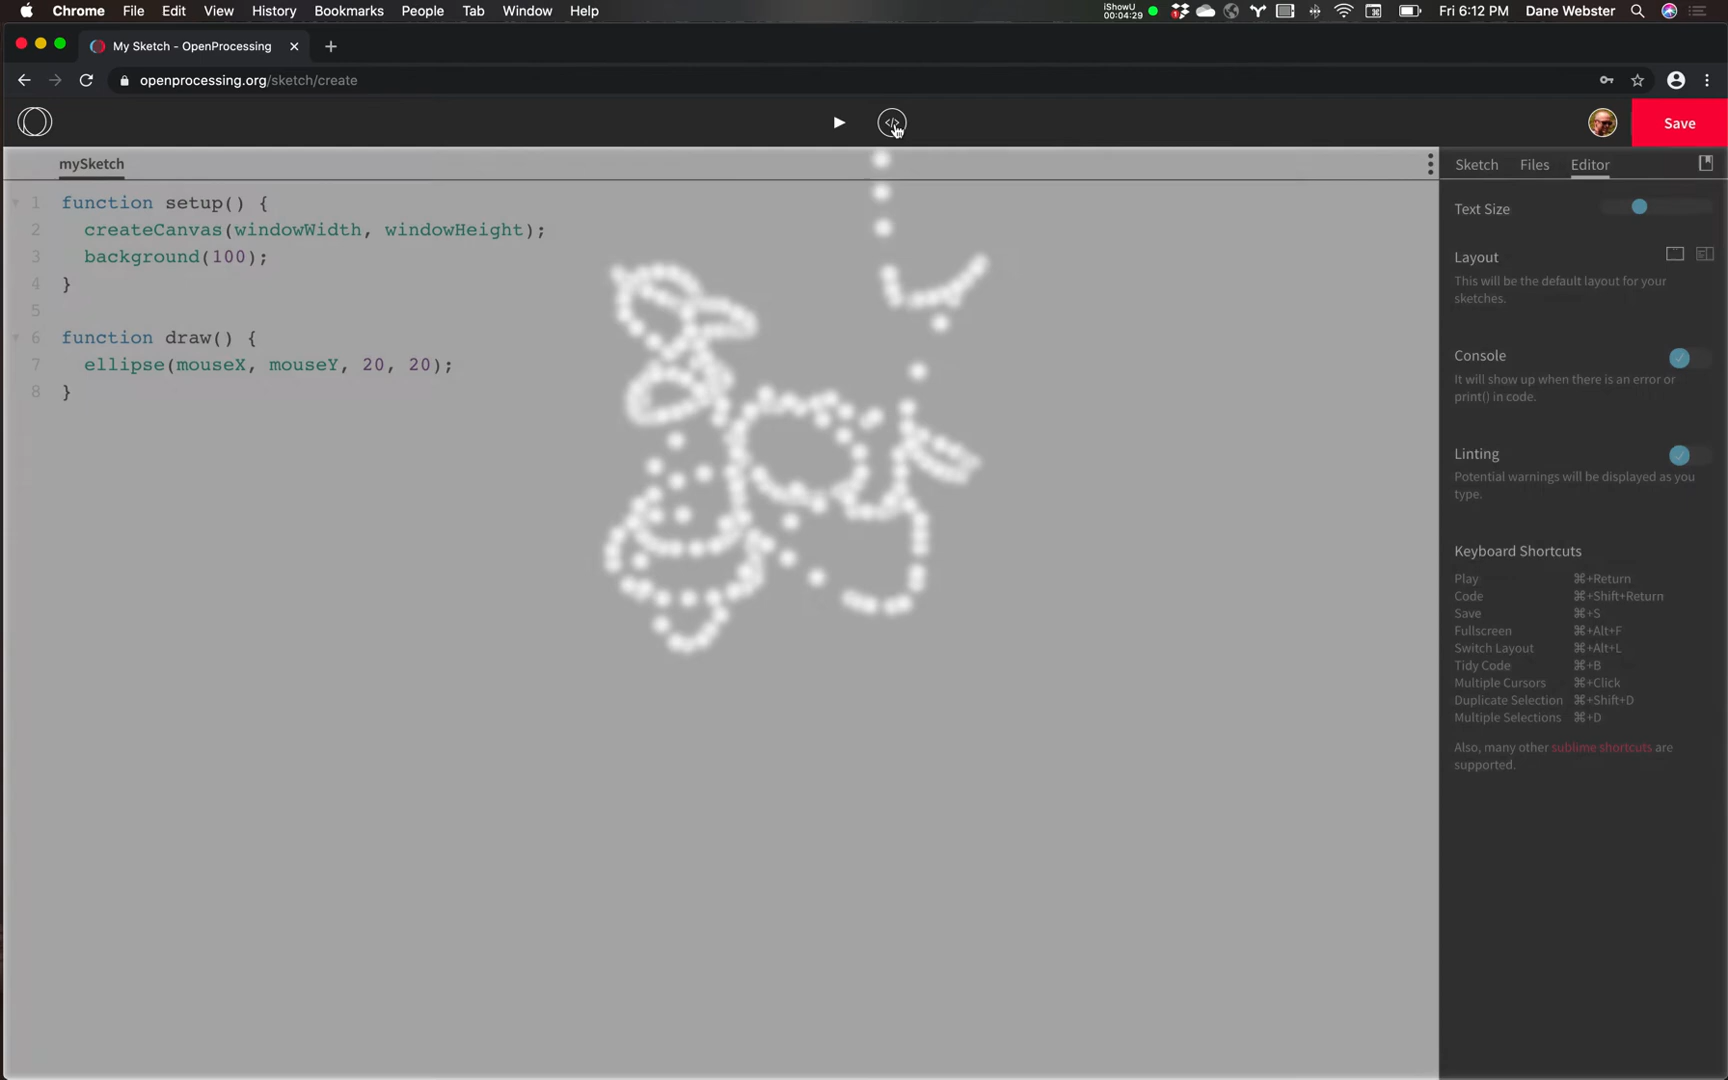 Chrome File Edit View History Bookmarks People Tab Window Help iShowU 00:04:29 Fri 6:12 PM Dane Webster
My Sketch - OpenProcessing
openprocessing.org/sketch/create
</> Save
mySketch
Sketch Files Editor
1 function setup() {
2 createCanvas(windowWidth, windowHeight);
3 background(100);
4 }
5
6 function draw() {
7 ellipse(mouseX, mouseY, 20, 20);
8 }
Text Size
Layout
This will be the default layout for your
sketches.
Console
It will show up when there is an error or
print() in code.
Linting
Potential warnings will be displayed as you
type.
Keyboard Shortcuts
Play ⌘+Return
Code ⌘+Shift+Return
Save ⌘+S
Fullscreen ⌘+Alt+F
Switch Layout ⌘+Alt+L
Tidy Code ⌘+B
Multiple Cursors ⌘+Click
Duplicate Selection ⌘+Shift+D
Multiple Selections ⌘+D
Also, many other sublime shortcuts are
supported.